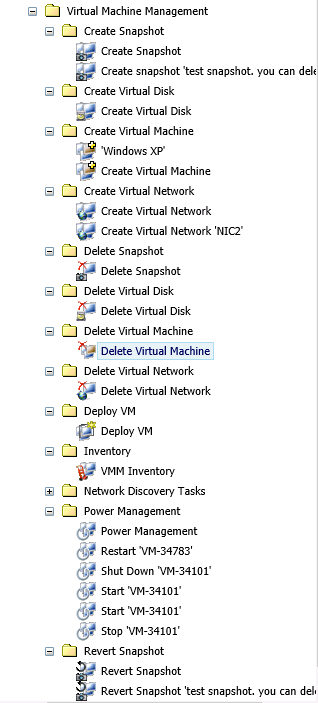 Virtual Machine Management
Create Snapshot
Create Snapshot
Create snapshot 'test snapshot. you can dele
Create Virtual Disk
Create Virtual Disk
Create Virtual Machine
'Windows XP'
Create Virtual Machine
Create Virtual Network
Create Virtual Network
Create Virtual Network 'NIC2'
Delete Snapshot
Delete Snapshot
Delete Virtual Disk
Delete Virtual Disk
Delete Virtual Machine
Delete Virtual Machine
Delete Virtual Network
Delete Virtual Network
Deploy VM
Deploy VM
Inventory
VMM Inventory
Network Discovery Tasks
Power Management
Power Management
Restart 'VM-34783'
Shut Down 'VM-34101'
Start 'VM-34101'
Start 'VM-34101'
Stop 'VM-34101'
Revert Snapshot
Revert Snapshot
Revert Snapshot 'test snapshot. you can dele